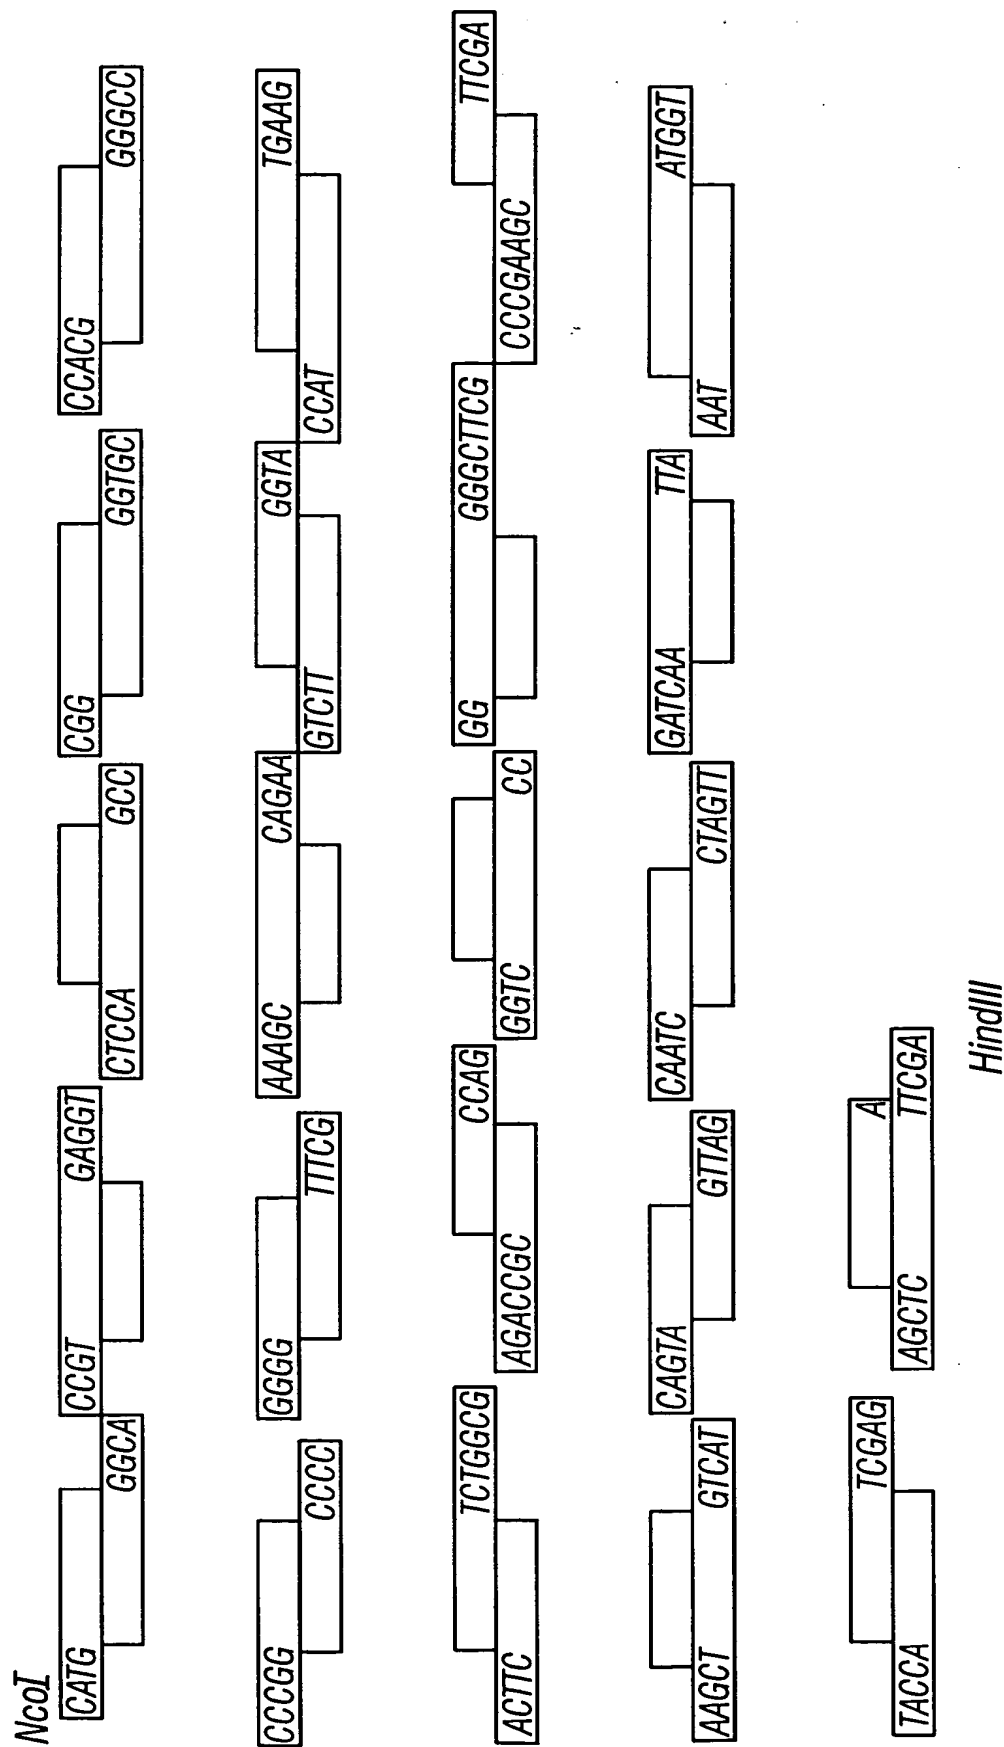 NcoI
CATG CCGT GAGGT CGG CCACG
GGCA CTCCA GCC GGTGC GGGCC
CCCGG GGGG AAAGC CAGAA GGTA TGAAG
CCCC TTTCG GTCTT CCAT
TCTGGCG CCAG GG GGGCTTCG TTCGA
ACTTC AGACCGC GGTC CC CCCGAAGC
CAGTA CAATC GATCAA TTA ATGGT
AAGCT GTCAT GTTAG CTAGTT AAT
TCGAG A
TACCA AGCTC TTCGA
HindIII